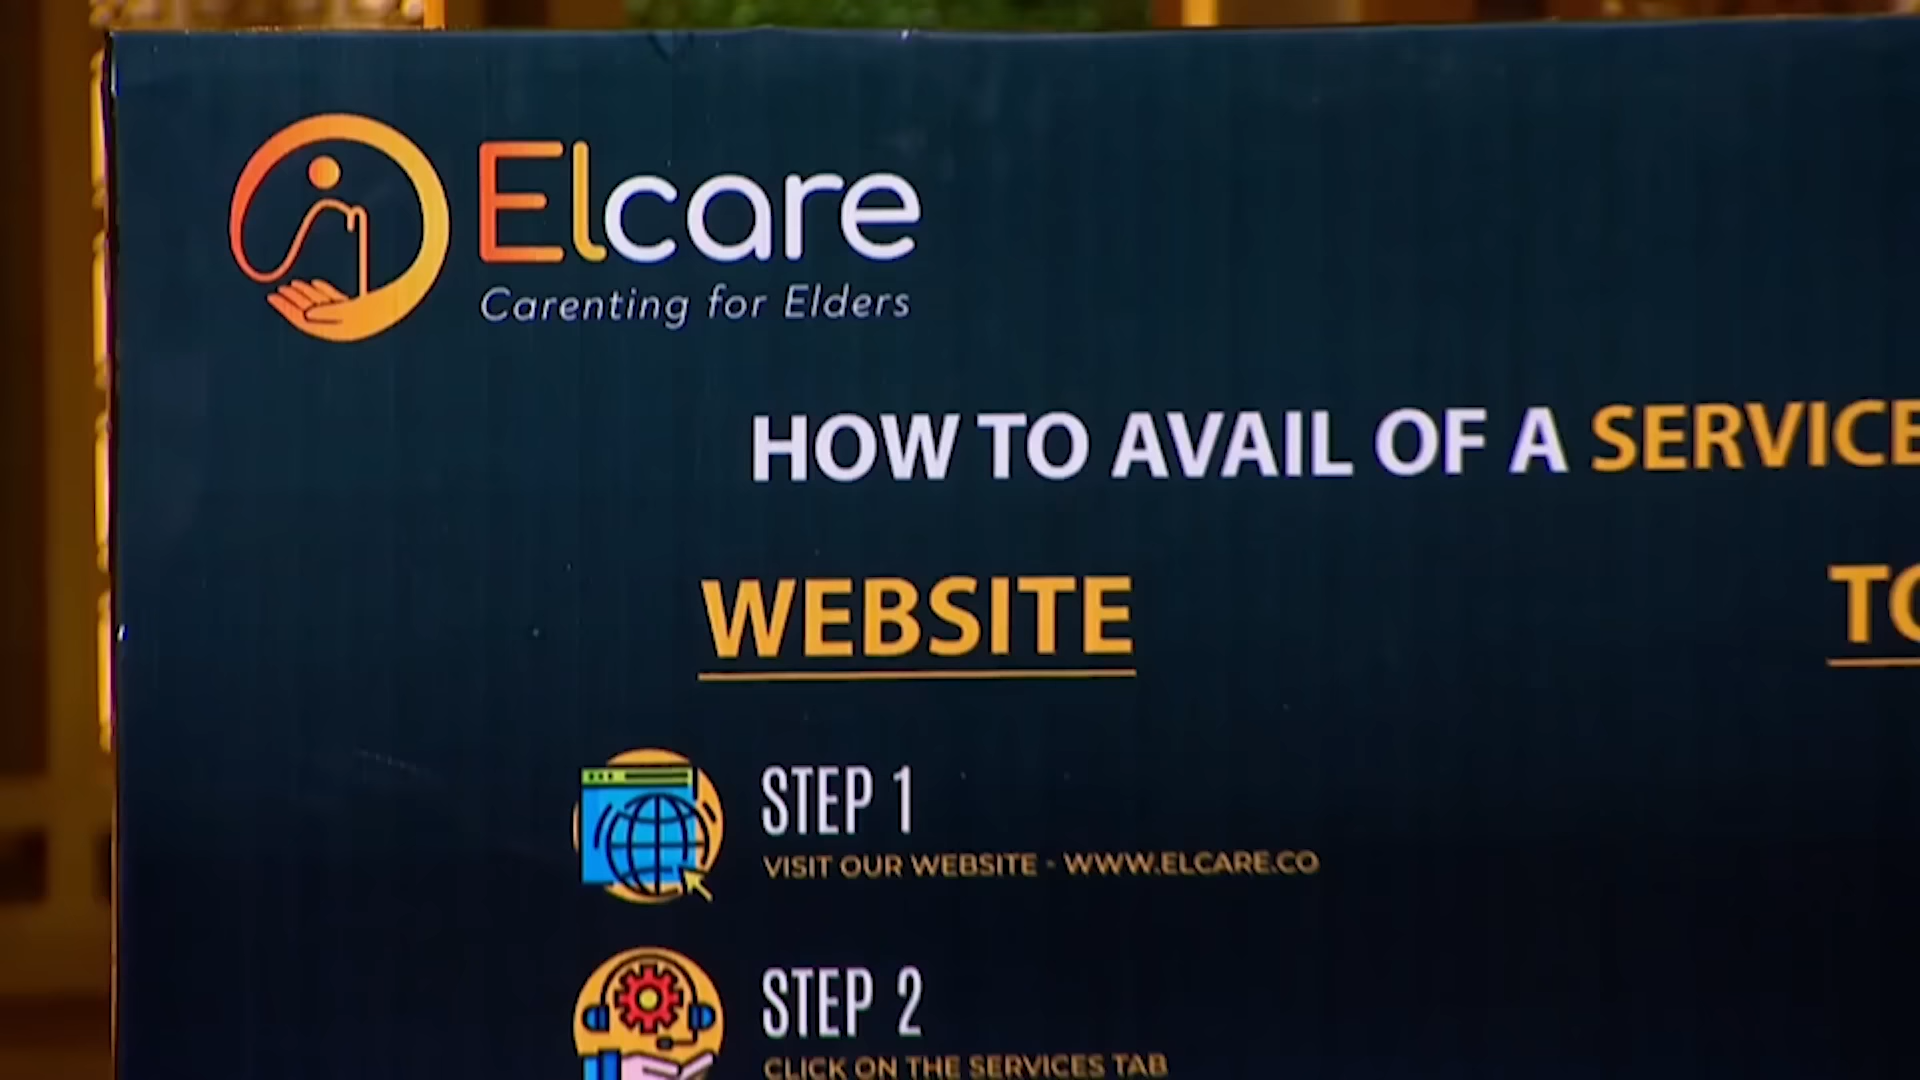 Elcare
Carenting for Elders
HOW TO AVAIL OF A SERVICE
WEBSITE
STEP 1
VISIT OUR WEBSITE - WWW.ELCARE.CO
STEP 2
CLICK ON THE SERVICES TAB